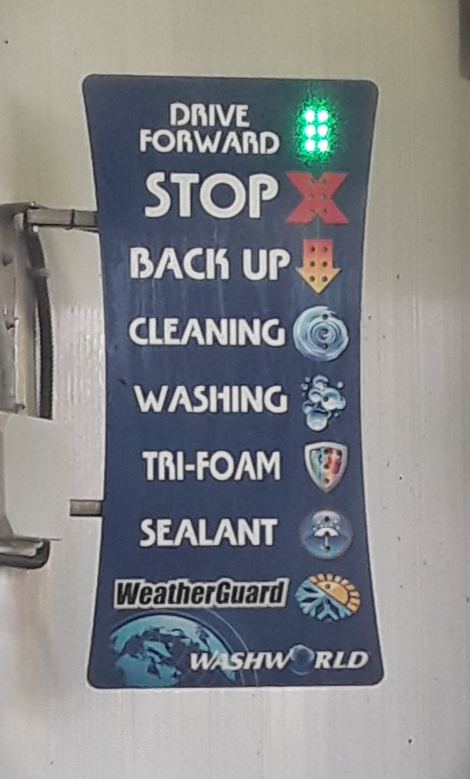 DRIVE
FORWARD
STOP
BACK UP
CLEANING
WASHING
TRI-FOAM
SEALANT
WeatherGuard
WASHWORLD